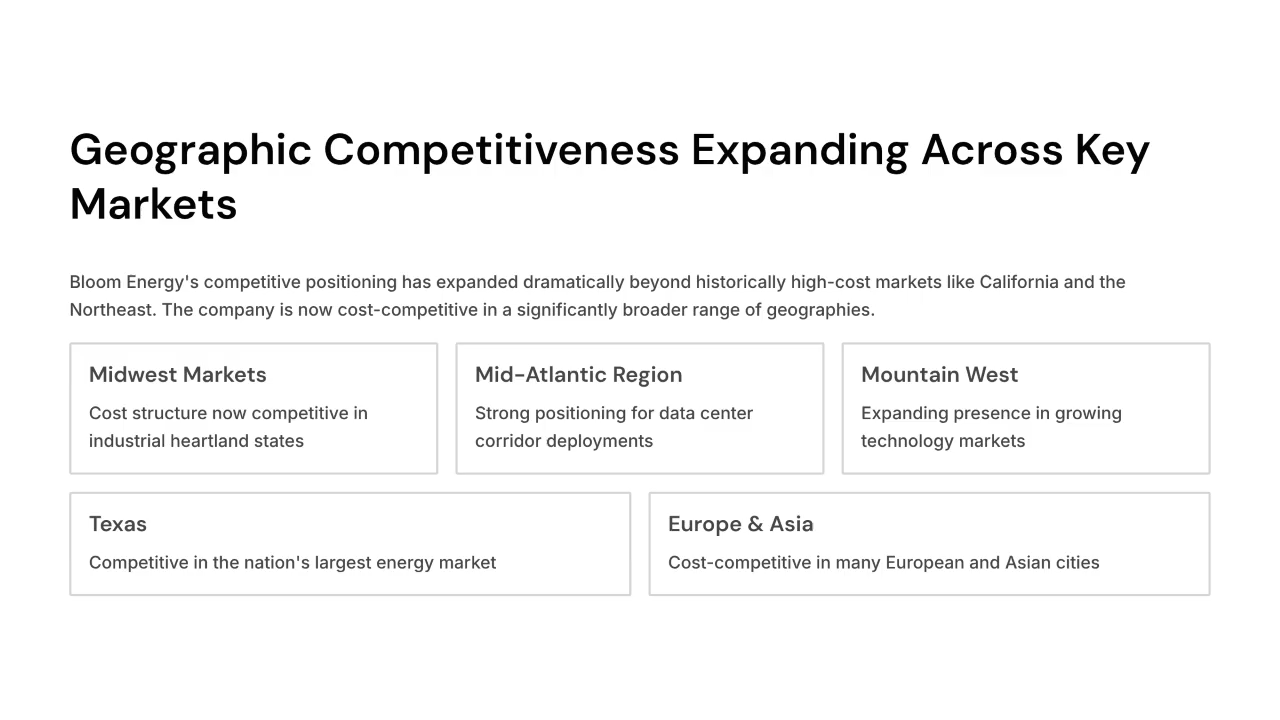 Geographic Competitiveness Expanding Across Key
Markets
Bloom Energy's competitive positioning has expanded dramatically beyond historically high-cost markets like California and the
Northeast. The company is now cost-competitive in a significantly broader range of geographies.
Midwest Markets
Cost structure now competitive in
industrial heartland states
Mid-Atlantic Region
Strong positioning for data center
corridor deployments
Mountain West
Expanding presence in growing
technology markets
Texas
Competitive in the nation's largest energy market
Europe & Asia
Cost-competitive in many European and Asian cities